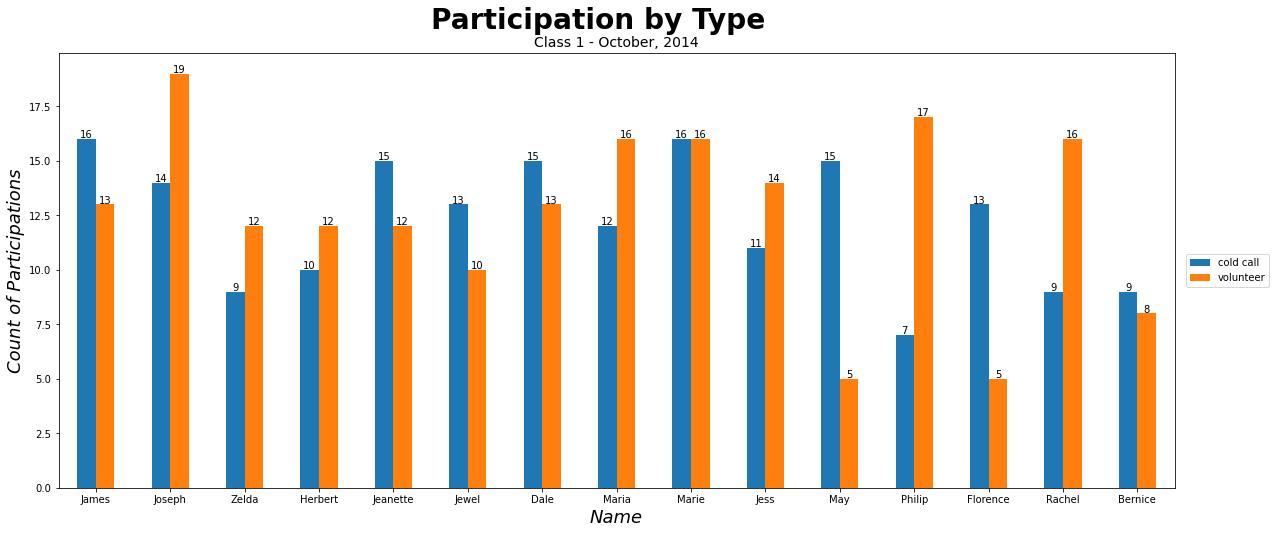 Participation by Type
Class 1 - October, 2014
Count of Participations
17.5
15.0
12.5
10.0
7.5
5.0
2.5
0.0
16 13 14 19 9 12 10 12 15 12 13 10 15 13 12 16 16 16 11 14 15 5 7 17 13 5 9 16 9 8
James Joseph Zelda Herbert Jeanette Jewel Dale Maria Marie Jess May Philip Florence Rachel Bernice
Name
cold call
volunteer